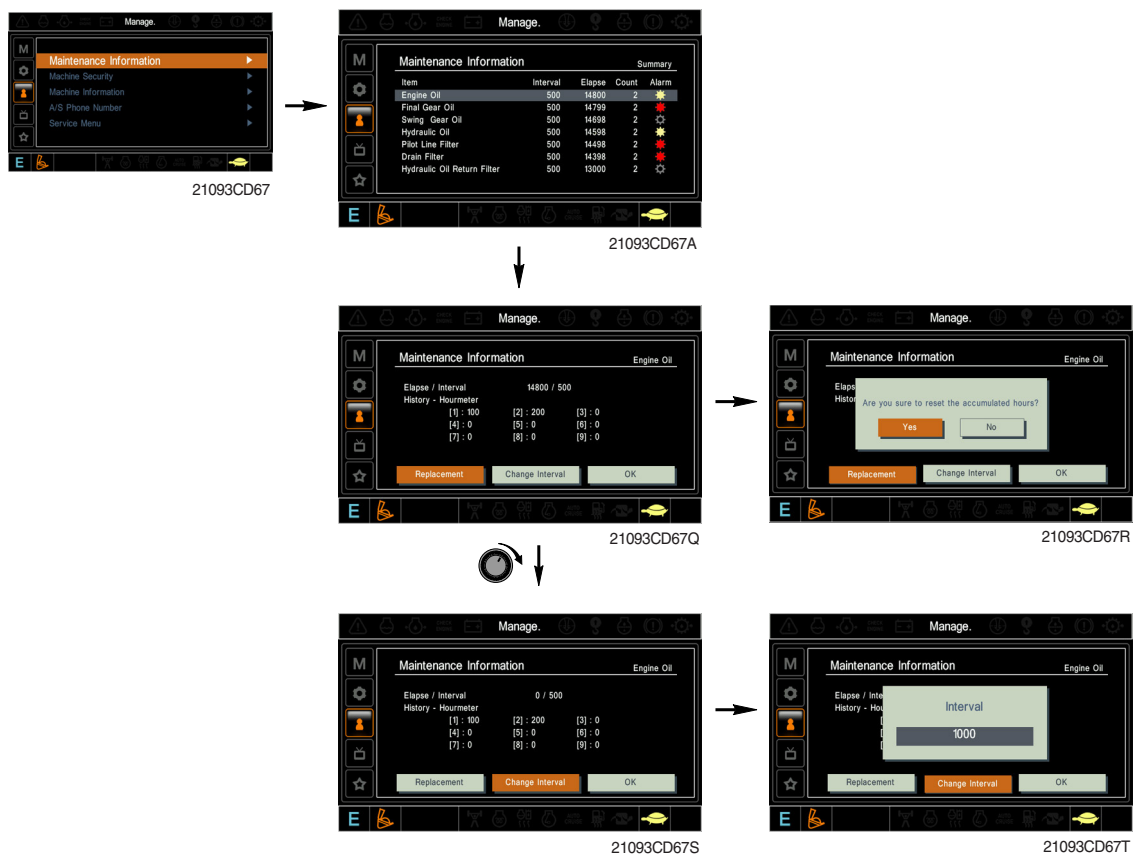 Manage.
M
Maintenance Information
Machine Security
Machine Information
A/S Phone Number
Service Menu
E
21093CD67
Manage.
M
Maintenance Information Summary
Item Interval Elapse Count Alarm
Engine Oil 500 14800 2
Final Gear Oil 500 14799 2
Swing Gear Oil 500 14698 2
Hydraulic Oil 500 14598 2
Pilot Line Filter 500 14498 2
Drain Filter 500 14398 2
Hydraulic Oil Return Filter 500 13000 2
E
21093CD67A
Manage.
M
Maintenance Information Engine Oil
Elapse / Interval 14800 / 500
History - Hourmeter
[1] : 100 [2] : 200 [3] : 0
[4] : 0 [5] : 0 [6] : 0
[7] : 0 [8] : 0 [9] : 0
Replacement Change Interval OK
E
21093CD67Q
Manage.
M
Maintenance Information Engine Oil
Elaps
Histor
Are you sure to reset the accumulated hours?
Yes No
Replacement Change Interval OK
E
21093CD67R
Manage.
M
Maintenance Information Engine Oil
Elapse / Interval 0 / 500
History - Hourmeter
[1] : 100 [2] : 200 [3] : 0
[4] : 0 [5] : 0 [6] : 0
[7] : 0 [8] : 0 [9] : 0
Replacement Change Interval OK
E
21093CD67S
Manage.
M
Maintenance Information Engine Oil
Elapse / Inte
History - Hou
Interval
1000
Replacement Change Interval OK
E
21093CD67T